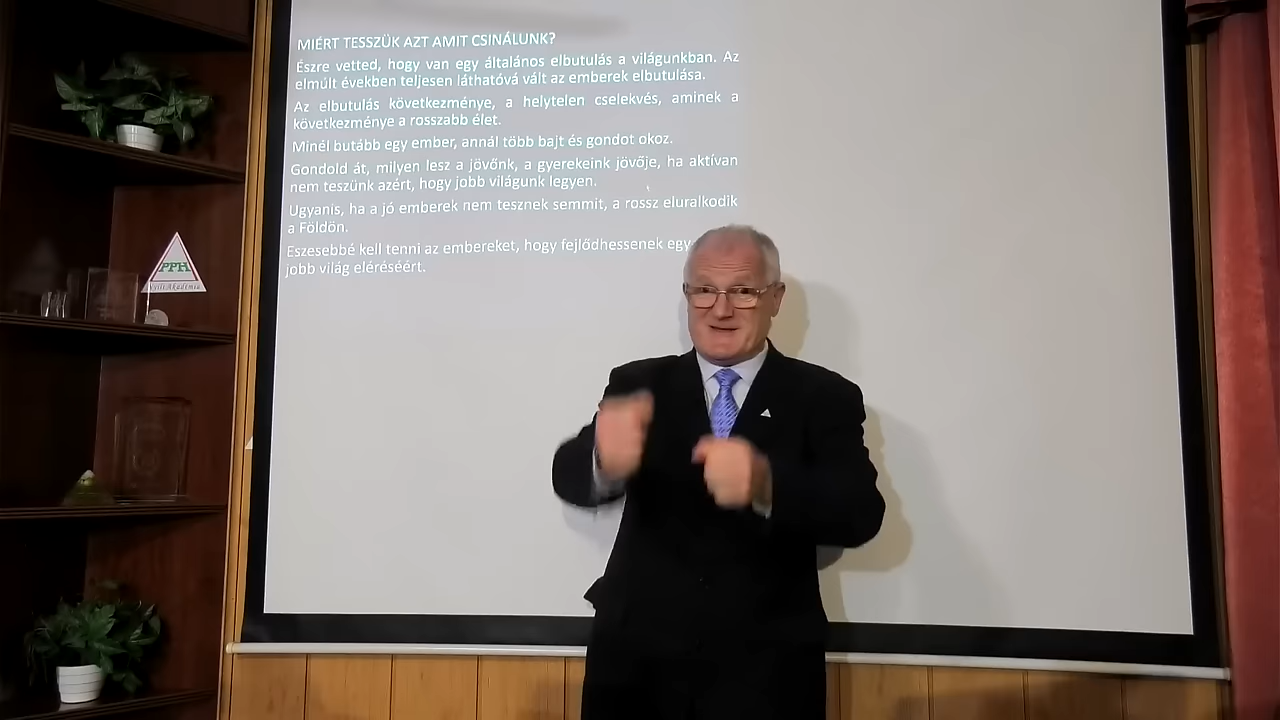 MIÉRT TESSZÜK AZT AMIT CSINÁLUNK?
Észre vetted, hogy van egy általános elbutulás a világunkban. Az
elmúlt években teljesen láthatóvá vált az emberek elbutulása.
Az elbutulás következménye, a helytelen cselekvés, aminek a
következménye a rosszabb élet.
Minél butább egy ember, annál több bajt és gondot okoz.
Gondold át, milyen lesz a jövőnk, a gyerekeink jövője, ha aktívan
nem teszünk azért, hogy jobb világunk legyen.
Ugyanis, ha a jó emberek nem tesznek semmit, a rossz eluralkodik
a Földön.
Eszesebbé kell tenni az embereket, hogy fejlődhessenek egy
jobb világ eléréséért.
PPH
Nyílt Akadémia